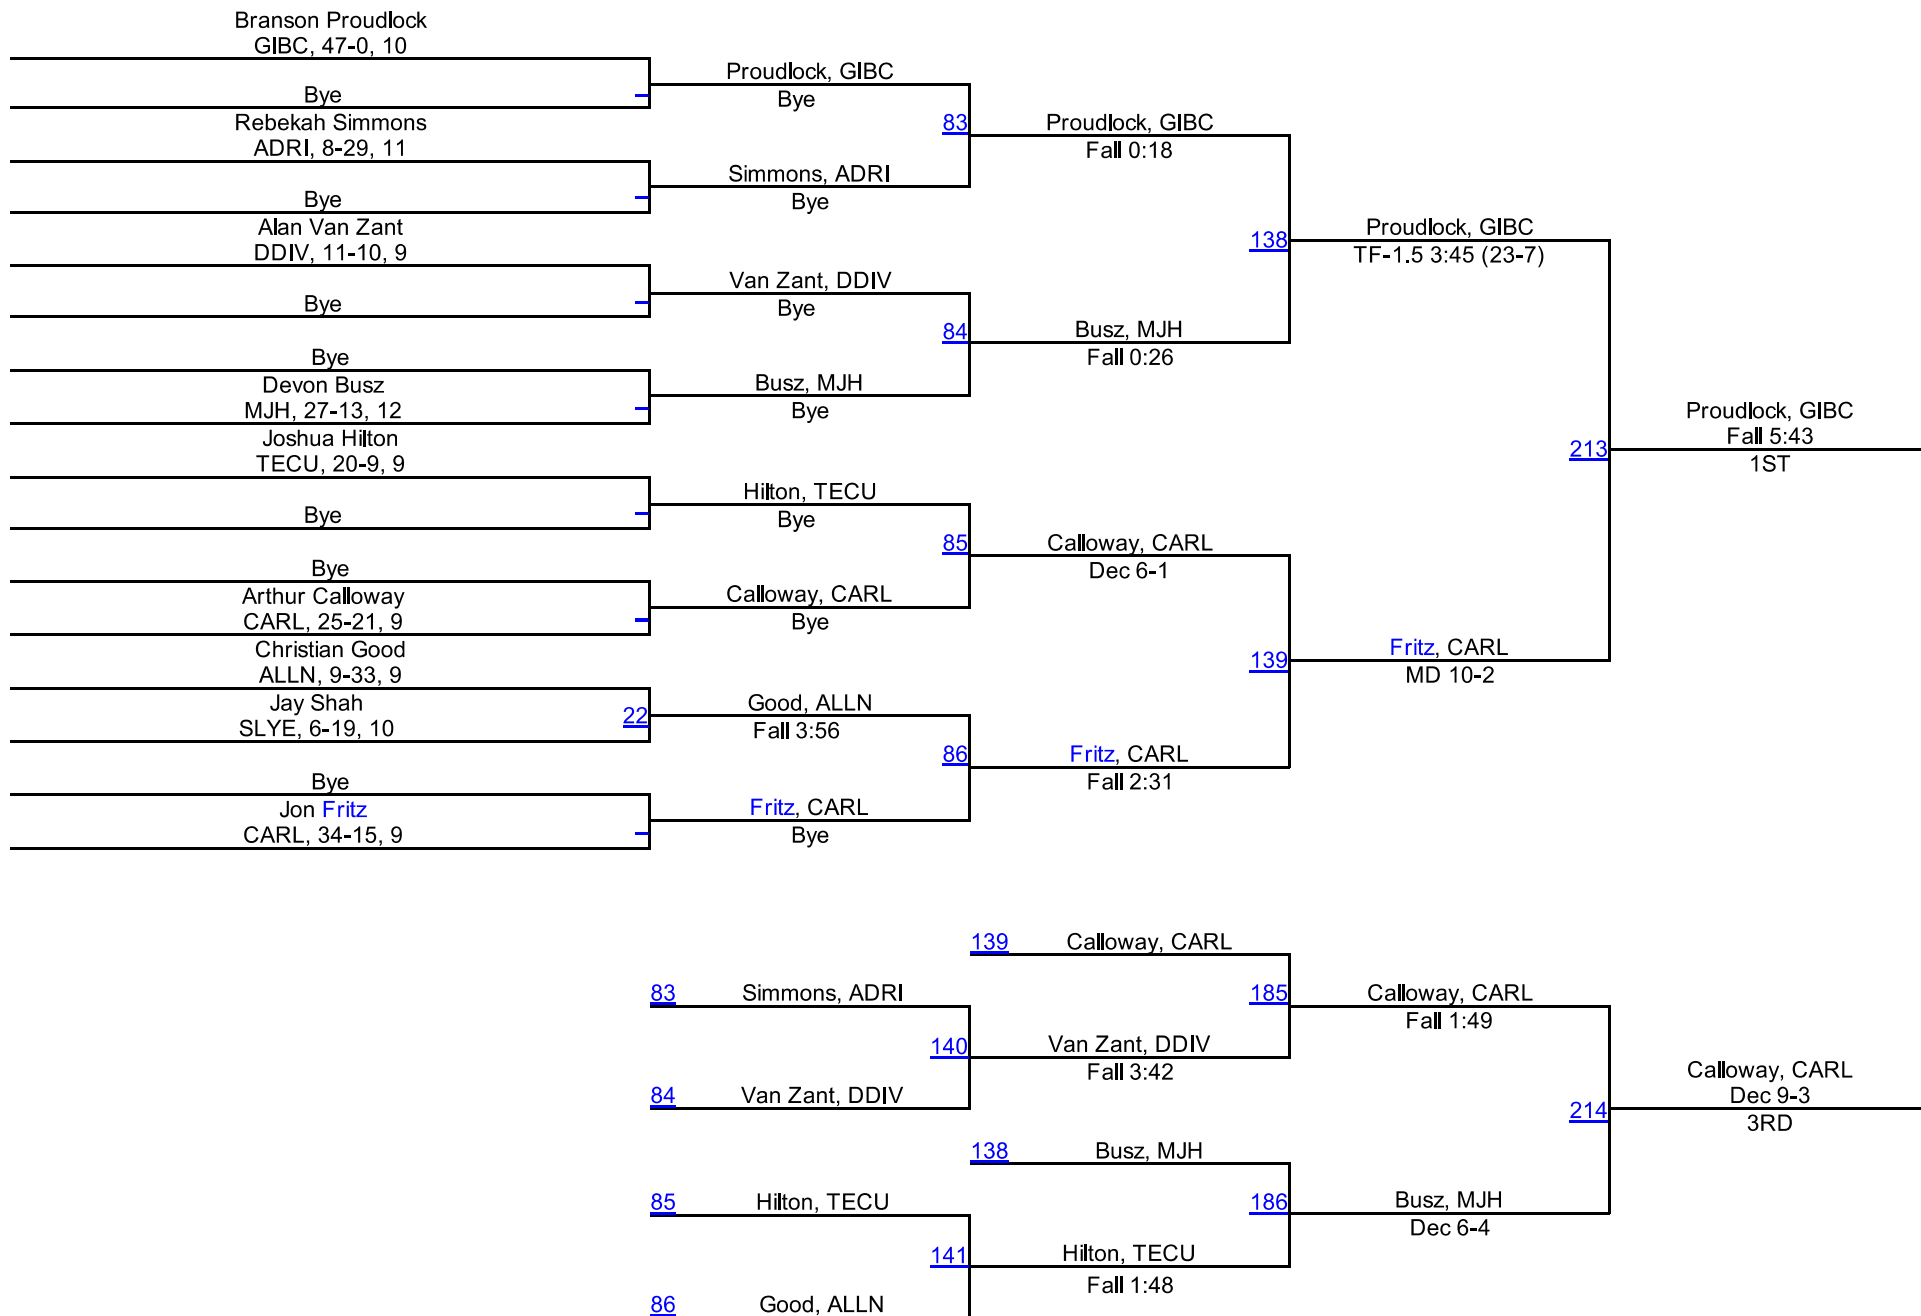 Branson Proudlock
GIBC, 47-0, 10
Bye
Rebekah Simmons
ADRI, 8-29, 11
Bye
Alan Van Zant
DDIV, 11-10, 9
Bye
Bye
Devon Busz
MJH, 27-13, 12
Joshua Hilton
TECU, 20-9, 9
Bye
Bye
Arthur Calloway
CARL, 25-21, 9
Christian Good
ALLN, 9-33, 9
Jay Shah
SLYE, 6-19, 10
22
Bye
Jon Fritz
CARL, 34-15, 9
Proudlock, GIBC
Bye
83
Simmons, ADRI
Bye
Van Zant, DDIV
Bye
84
Busz, MJH
Bye
Hilton, TECU
Bye
85
Calloway, CARL
Bye
Good, ALLN
Fall 3:56
86
Fritz, CARL
Bye
Proudlock, GIBC
Fall 0:18
138
Busz, MJH
Fall 0:26
Calloway, CARL
Dec 6-1
139
Fritz, CARL
Fall 2:31
Proudlock, GIBC
TF-1.5 3:45 (23-7)
213
Fritz, CARL
MD 10-2
Proudlock, GIBC
Fall 5:43
1ST
139 Calloway, CARL
83 Simmons, ADRI
140
84 Van Zant, DDIV
185
Van Zant, DDIV
Fall 3:42
Calloway, CARL
Fall 1:49
138 Busz, MJH
85 Hilton, TECU
141
86 Good, ALLN
186
Hilton, TECU
Fall 1:48
Busz, MJH
Dec 6-4
214
Calloway, CARL
Dec 9-3
3RD